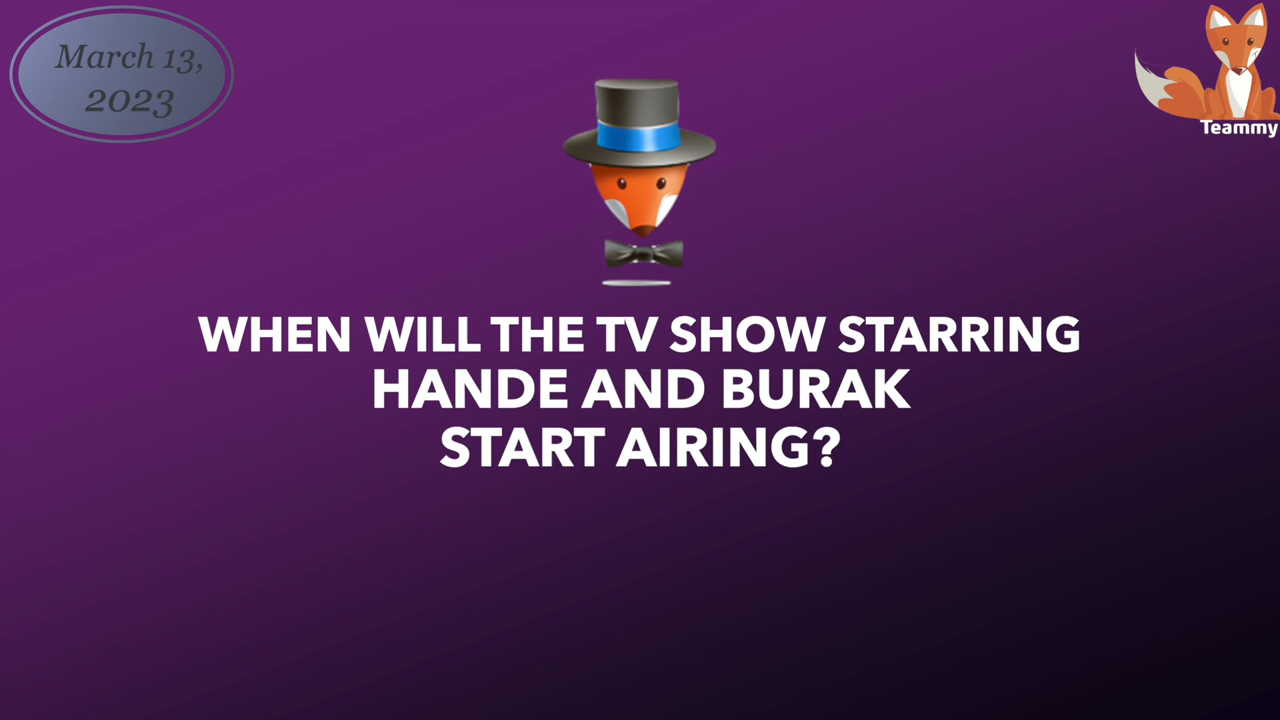 March 13,
2023
Teammy
WHEN WILL THE TV SHOW STARRING
HANDE AND BURAK
START AIRING?